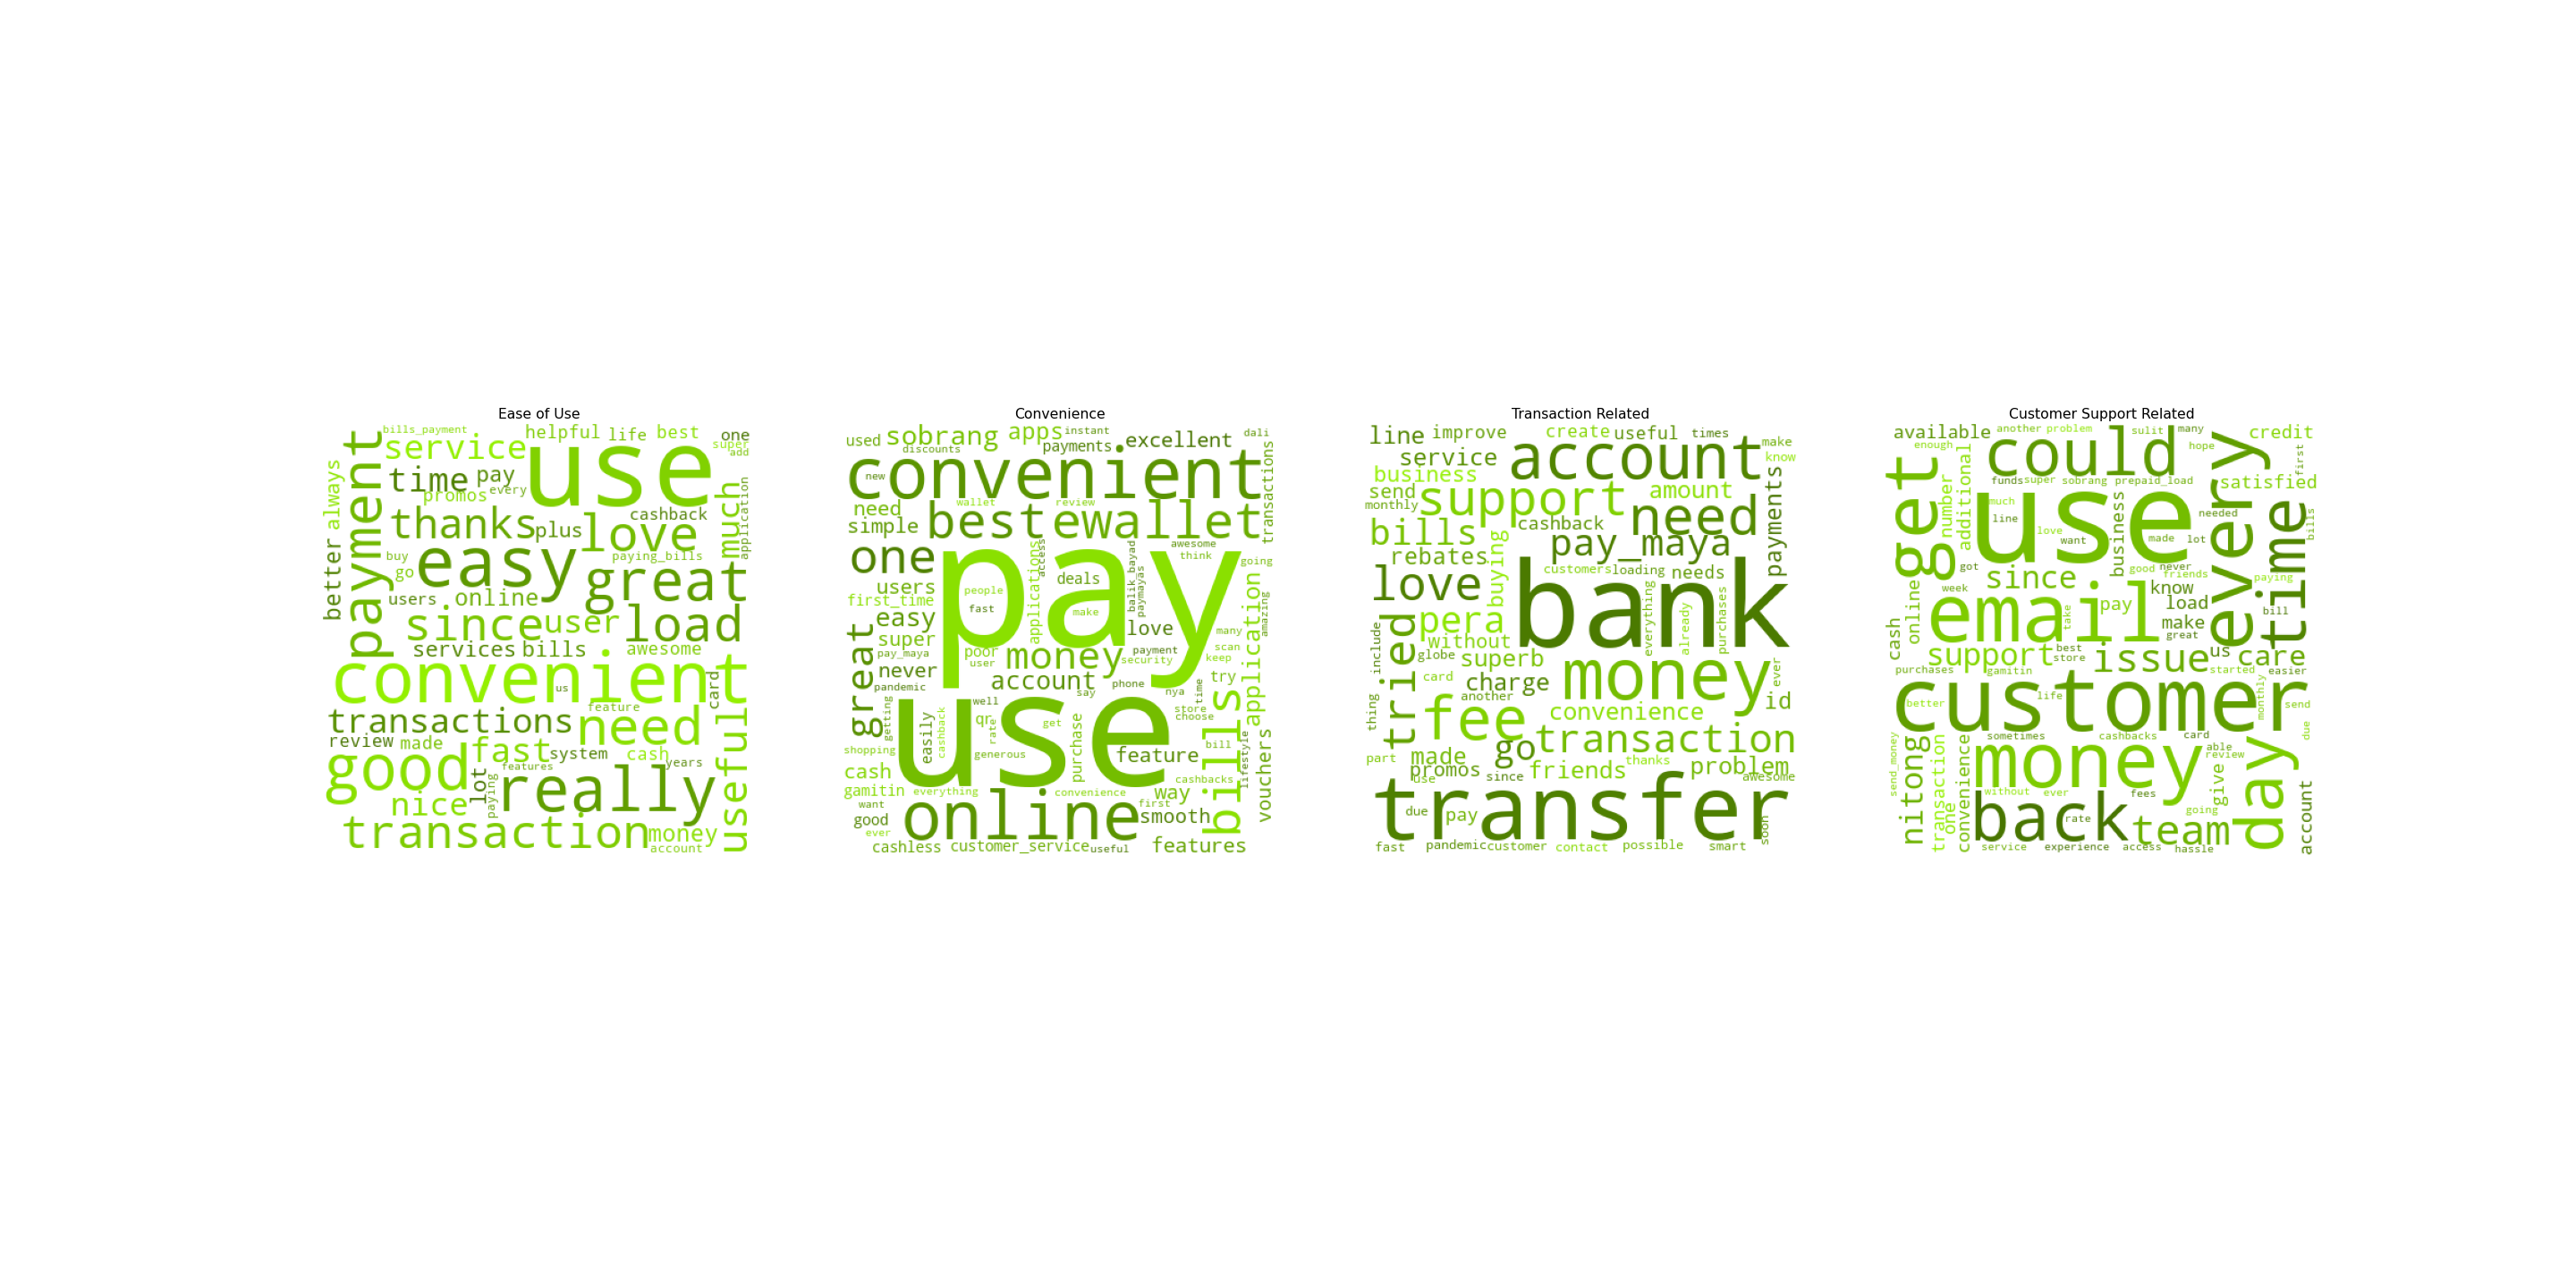 Ease of Use
bills_payment
helpful
life
best
one
super
add
service
use
payment
time
pay
promos
every
always
much
application
thanks
plus
love
cashback
better
buy
easy
paying_bills
go
great
users
online
since
user
load
services
bills
awesome
convenient
us
card
feature
transactions
need
useful
review
made
fast
system
cash
years
features
good
lot
paying
really
nice
transaction
money
account
Convenience
used
sobrang
apps
instant
payments
excellent
dali
discounts
convenient
transactions
new
wallet
review
need
simple
best
ewallet
one
pay
awesome
think
going
access
applications
deals
balik_bayad
paymayas
users
people
first_time
fast
make
easy
love
application
amazing
super
great
many
scan
pay_maya
poor
money
payment
security
keep
never
user
account
phone
try
pandemic
say
nya
time
use
well
bills
getting
easily
cashback
qr
rate
get
purchase
store
choose
vouchers
shopping
generous
feature
bill
lifestyle
cash
cashbacks
gamitin
everything
convenience
way
want
online
first
good
smooth
ever
cashless
customer_service
useful
features
Transaction Related
line
improve
create
useful
times
make
service
account
know
business
payments
send
support
amount
monthly
need
bills
cashback
rebates
pay_maya
buying
customers
loading
needs
love
bank
everything
already
purchases
pera
tried
without
include
globe
superb
card
charge
money
ever
another
id
thing
fee
convenience
go
transaction
part
made
promos
since
friends
thanks
problem
use
awesome
transfer
due
pay
soon
fast
pandemic
customer
contact
possible
smart
Customer Support Related
available
another
problem
sulit
many
credit
enough
could
hope
every
first
get
number
additional
funds
super
sobrang
prepaid_load
satisfied
use
much
line
love
want
business
needed
made
lot
time
bills
got
since
good
never
friends
paying
online
week
email
take
pay
know
load
bill
cash
make
great
support
best
store
issue
us
care
purchases
gamitin
started
easier
customer
life
better
monthly
send
sometimes
cashbacks
card
able
day
due
send_money
nitong
transaction
one
convenience
money
review
give
without
ever
fees
back
rate
going
team
account
service
experience
access
hassle